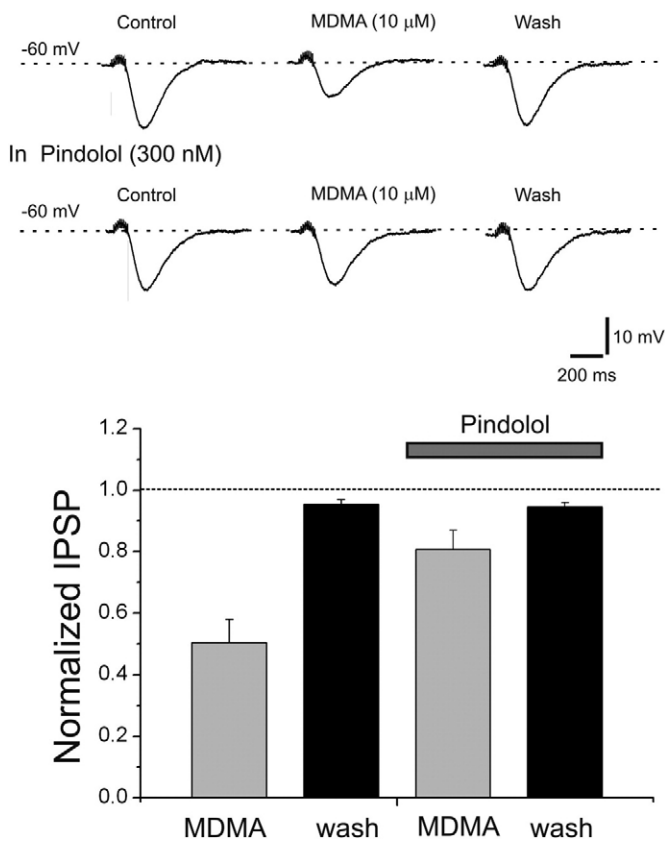 Control MDMA (10 μM) Wash
-60 mV
In Pindolol (300 nM)
Control MDMA (10 μM) Wash
-60 mV
10 mV
200 ms
Pindolol
1.2
1.0
0.8
0.6
0.4
0.2
0.0
Normalized IPSP
MDMA wash MDMA wash